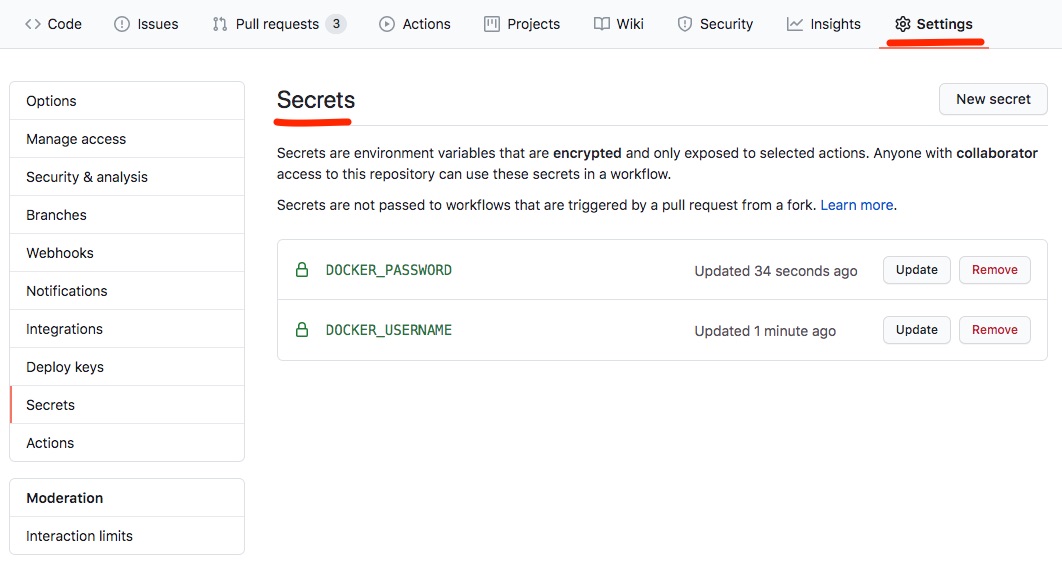 Code Issues Pull requests 3 Actions Projects Wiki Security Insights Settings
Options
Manage access
Security & analysis
Branches
Webhooks
Notifications
Integrations
Deploy keys
Secrets
Actions
Moderation
Interaction limits
Secrets
New secret
Secrets are environment variables that are encrypted and only exposed to selected actions. Anyone with collaborator
access to this repository can use these secrets in a workflow.
Secrets are not passed to workflows that are triggered by a pull request from a fork. Learn more.
DOCKER_PASSWORD Updated 34 seconds ago Update Remove
DOCKER_USERNAME Updated 1 minute ago Update Remove